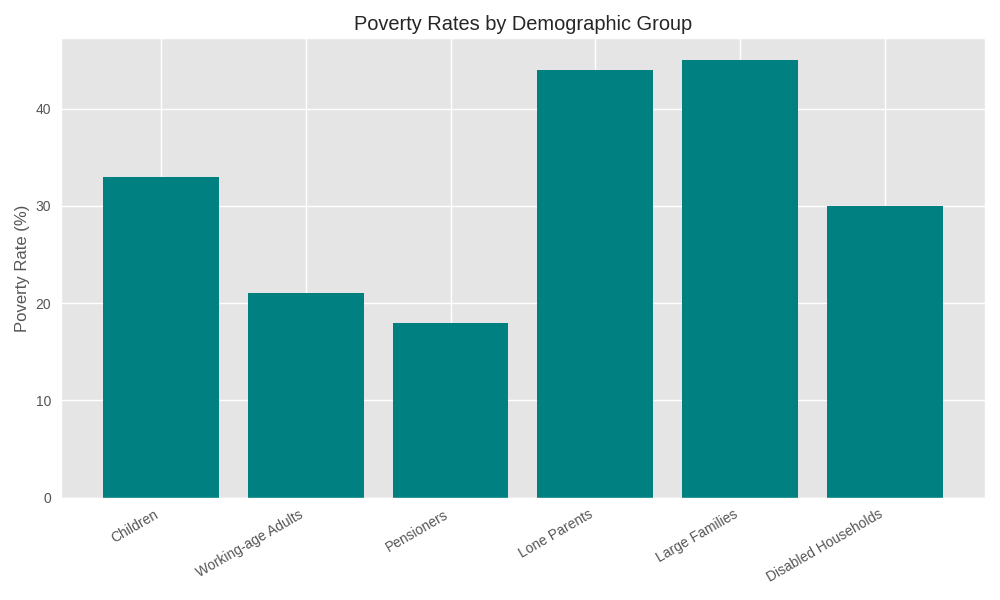 Poverty Rates by Demographic Group
Poverty Rate (%)
40
30
20
10
0
Children
Working-age Adults
Pensioners
Lone Parents
Large Families
Disabled Households